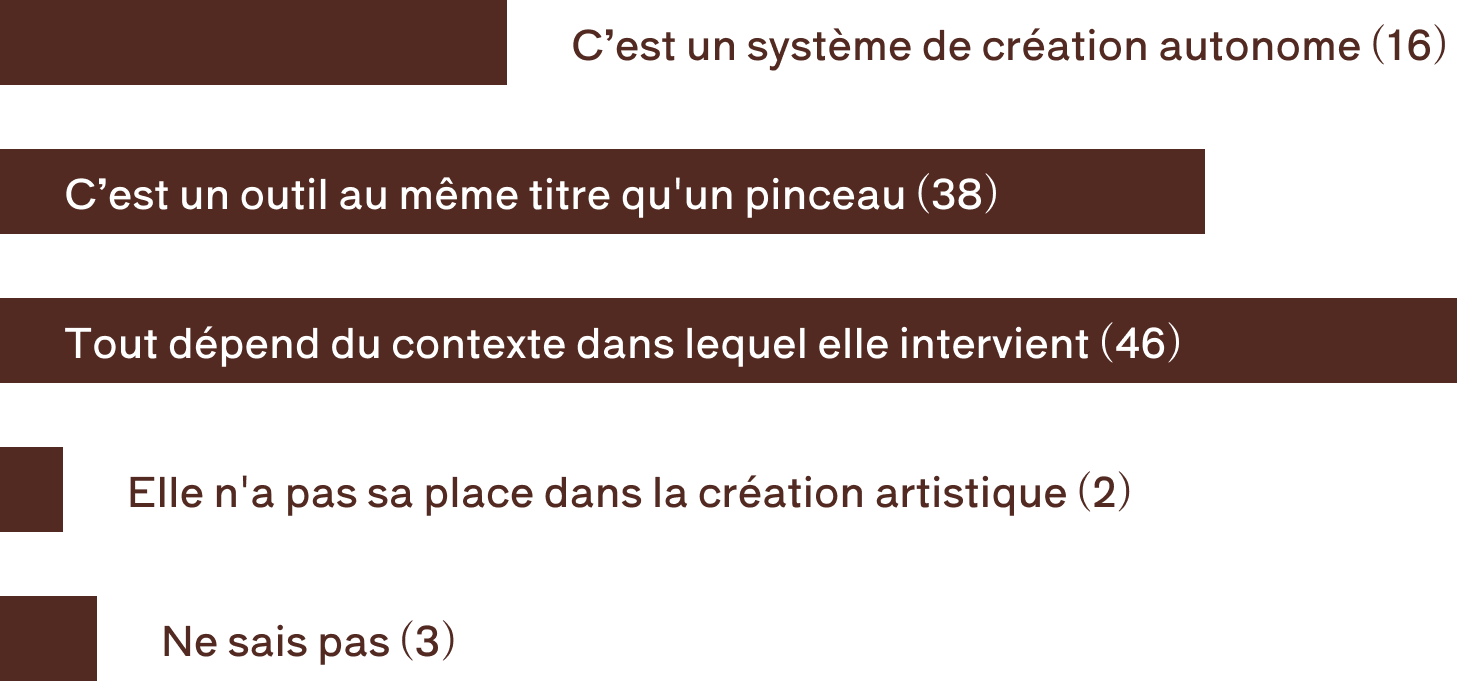 C’est un système de création autonome (16)
C’est un outil au même titre qu'un pinceau (38)
Tout dépend du contexte dans lequel elle intervient (46)
Elle n'a pas sa place dans la création artistique (2)
Ne sais pas (3)